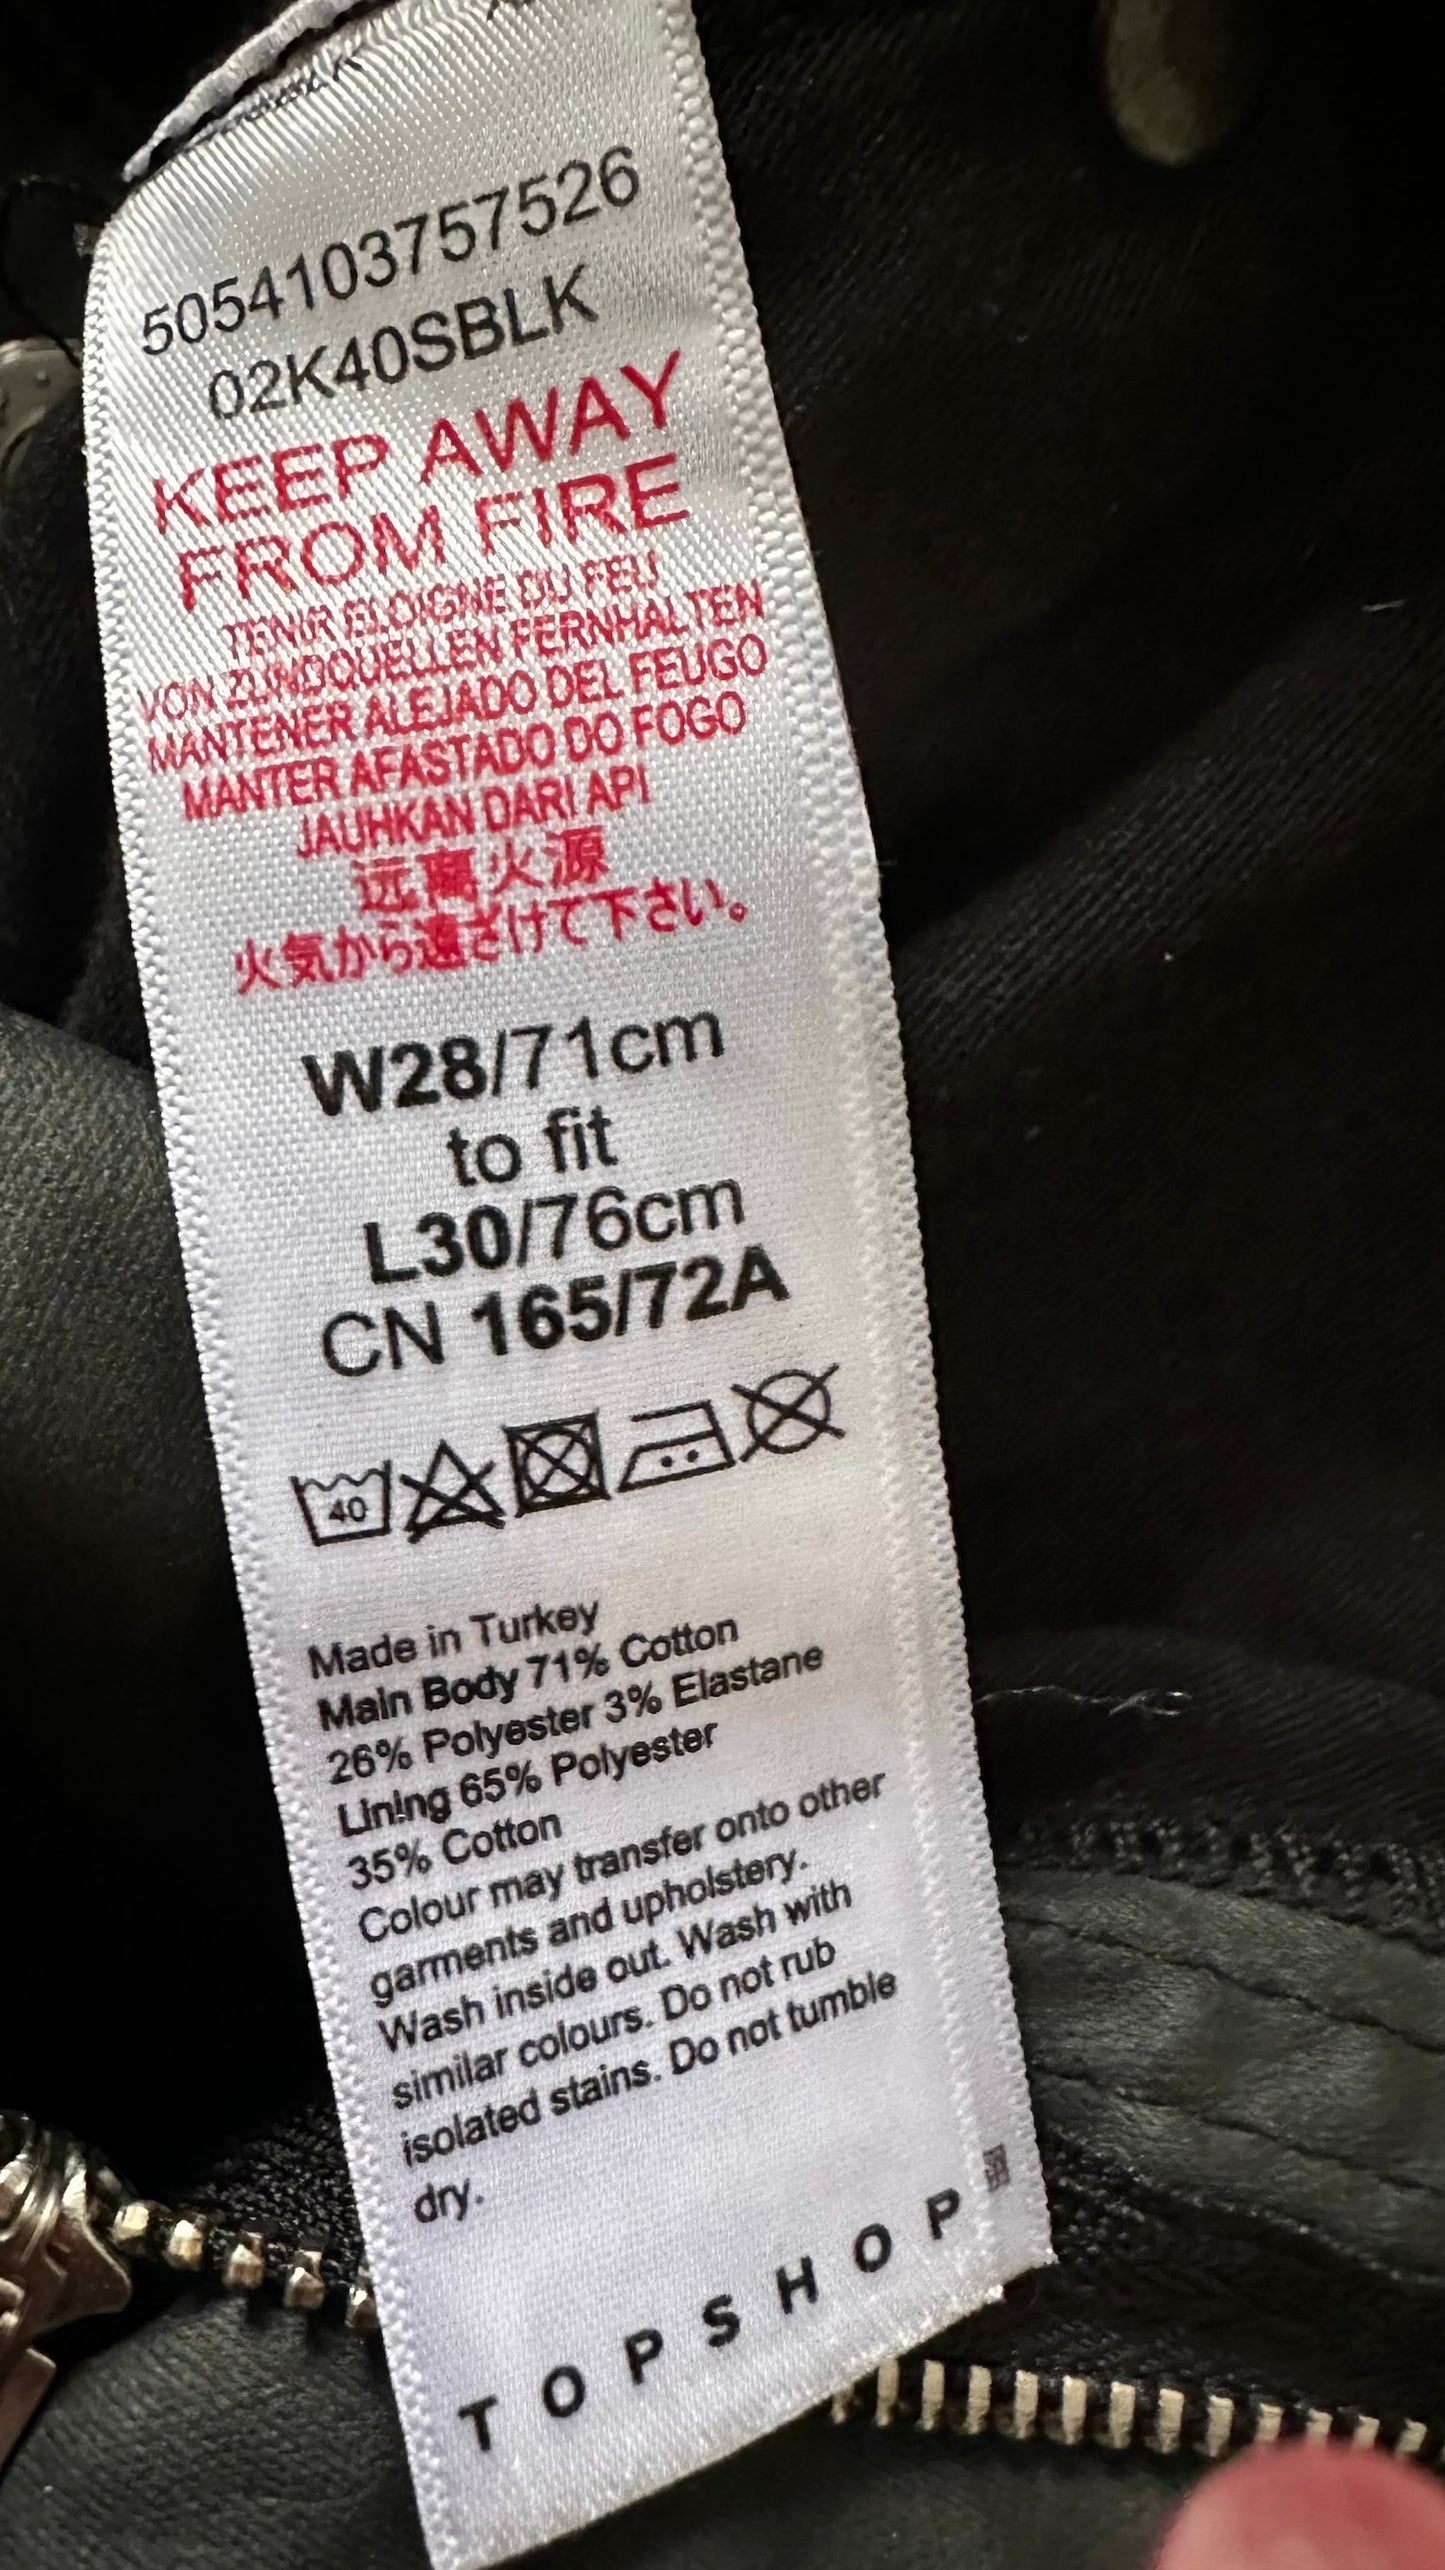 5054103757526
02K40SBLK
KEEP AWAY
FROM FIRE
TENIR ELOIGNE DU FEU
VON ZUNDQUELLEN FERNHALTEN
MANTENER ALEJADO DEL FEUGO
MANTER AFASTADO DO FOGO
JAUHKAN DARI API
远离火源
火気から遠ざけて下さい。
W28/71cm
to fit
L30/76cm
CN 165/72A
40
Made in Turkey
Main Body 71% Cotton
26% Polyester 3% Elastane
Lining 65% Polyester
35% Cotton
Colour may transfer onto other
garments and upholstery.
Wash inside out. Wash with
similar colours. Do not rub
isolated stains. Do not tumble
dry.
TOPSHOP